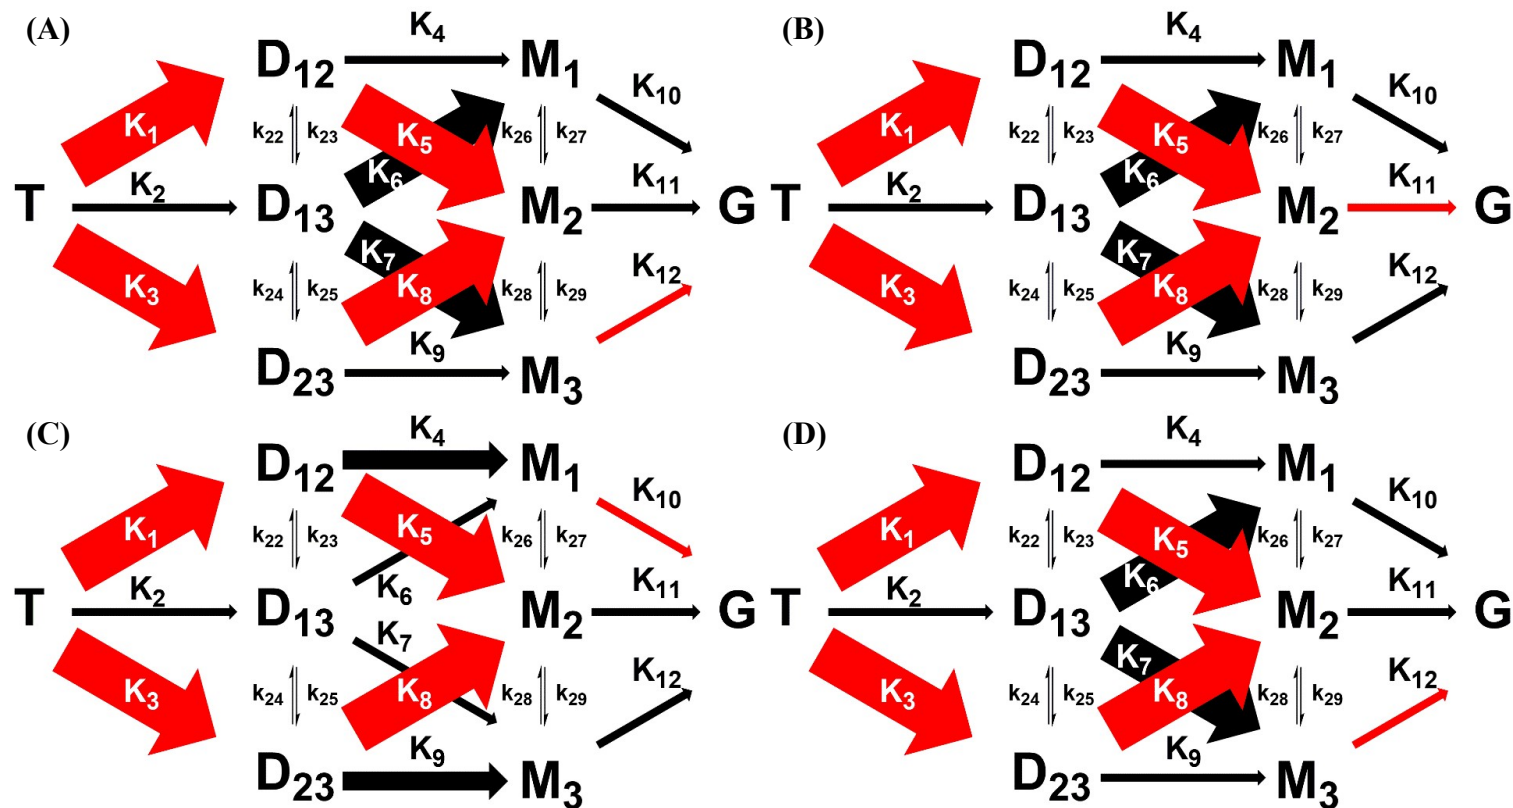 (A)
K4
D12 M1
K1 K10
k22 k23 K5 k26 k27
K6
K2 K11
T D13 M2 G
K7
K12
K3 k24 k25 K8 k28 k29
K9
D23 M3
(B)
K4
D12 M1
K1 K10
k22 k23 K5 k26 k27
K6
K2 K11
T D13 M2 G
K7
K12
K3 k24 k25 K8 k28 k29
K9
D23 M3
(C)
K4
D12 M1
K10
K1 k22 k23 K5 k26 k27
K2 K6 K11
T D13 M2 G
K7
K12
K3 k24 k25 K8 k28 k29
K9
D23 M3
(D)
K4
D12 M1
K10
K1 k22 k23 K5 k26 k27
K6
K2 K11
T D13 M2 G
K7
K12
K3 k24 k25 K8 k28 k29
K9
D23 M3